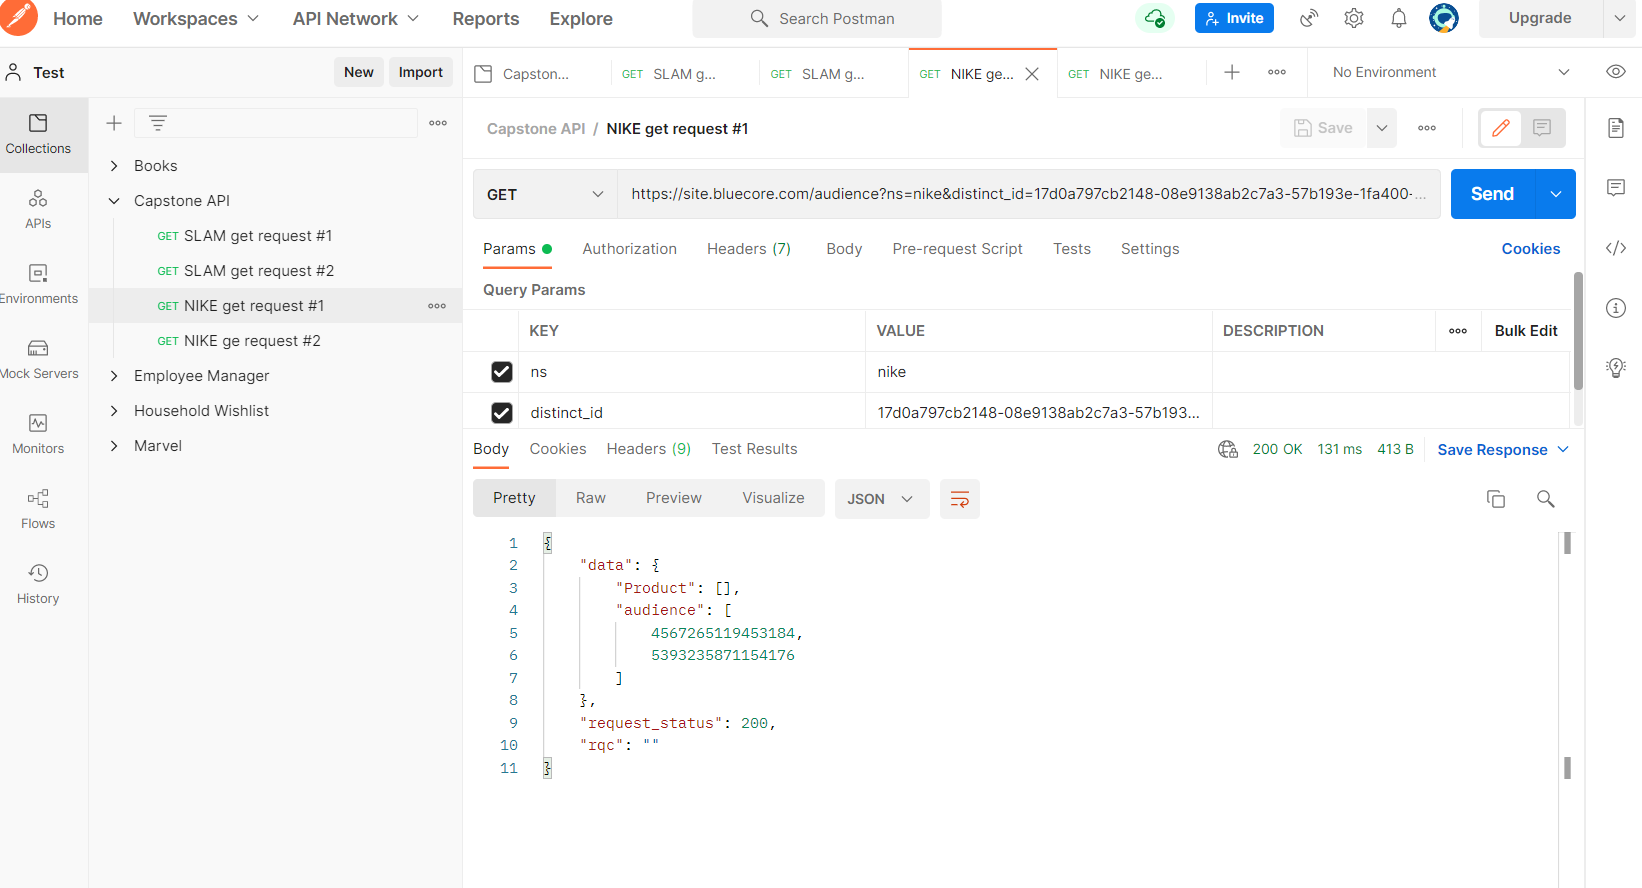 Home Workspaces API Network Reports Explore Search Postman Invite Upgrade
Test New Import Capston... GET SLAM g... GET SLAM g... GET NIKE ge... GET NIKE ge... No Environment
Collections
APIs
Environments
Mock Servers
Monitors
Flows
History
Books
Capstone API
GET SLAM get request #1
GET SLAM get request #2
GET NIKE get request #1
GET NIKE ge request #2
Employee Manager
Household Wishlist
Marvel
Capstone API / NIKE get request #1 Save
GET https://site.bluecore.com/audience?ns=nike&distinct_id=17d0a797cb2148-08e9138ab2c7a3-57b193e-1fa400-... Send
Params Authorization Headers (7) Body Pre-request Script Tests Settings Cookies
Query Params
KEY VALUE DESCRIPTION Bulk Edit
ns nike
distinct_id 17d0a797cb2148-08e9138ab2c7a3-57b193...
Body Cookies Headers (9) Test Results 200 OK 131 ms 413 B Save Response
Pretty Raw Preview Visualize JSON
1 {
2 "data": {
3 "Product": [],
4 "audience": [
5 4567265119453184,
6 5393235871154176
7 ]
8 },
9 "request_status": 200,
10 "rqc": ""
11 }